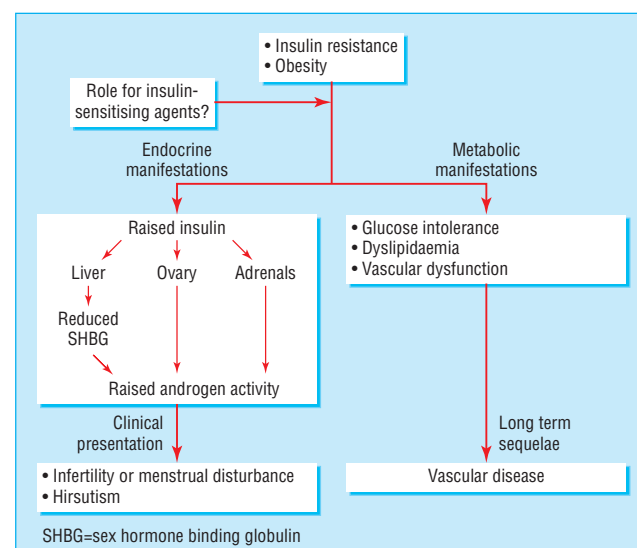 • Insulin resistance
• Obesity
Role for insulin-
sensitising agents?
Endocrine
manifestations
Metabolic
manifestations
Raised insulin
Liver
Ovary
Adrenals
Reduced
SHBG
Raised androgen activity
• Glucose intolerance
• Dyslipidaemia
• Vascular dysfunction
Clinical
presentation
Long term
sequelae
• Infertility or menstrual disturbance
• Hirsutism
Vascular disease
SHBG=sex hormone binding globulin